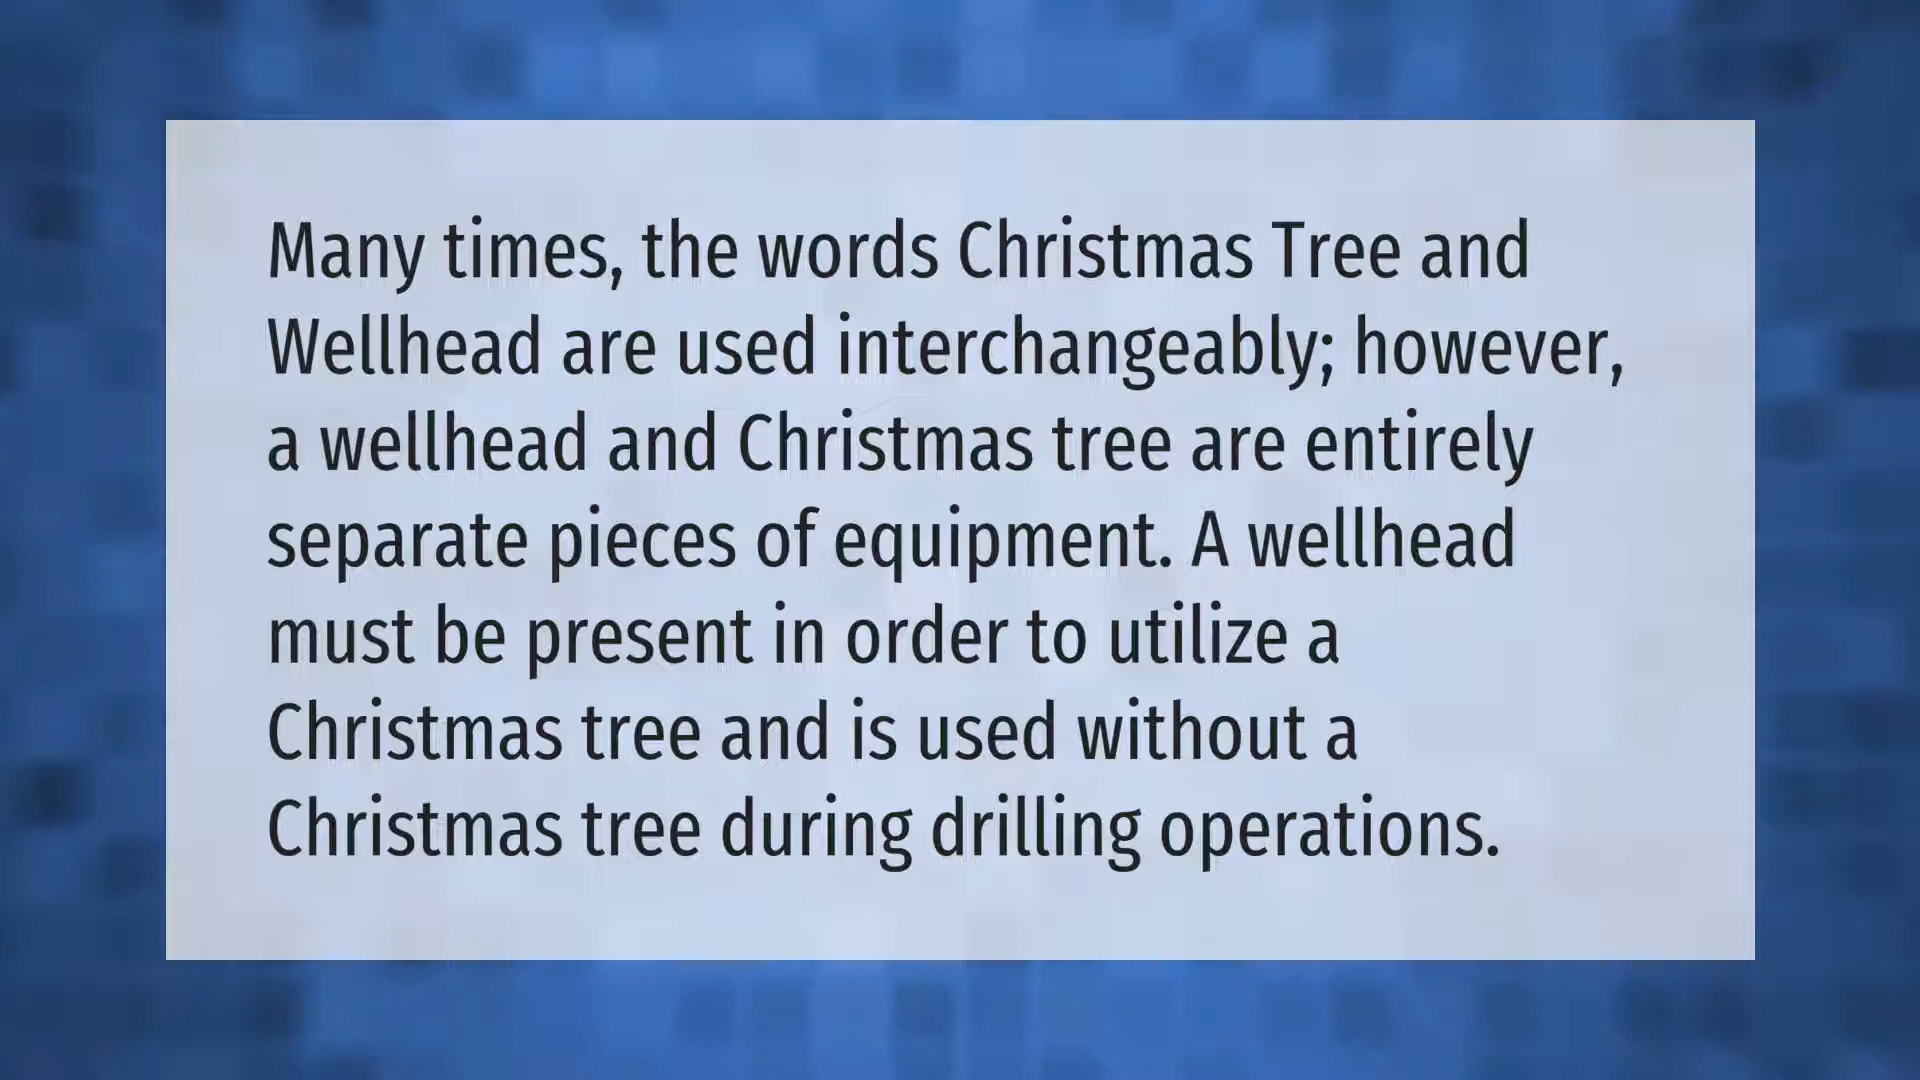 Many times, the words Christmas Tree and
Wellhead are used interchangeably; however,
a wellhead and Christmas tree are entirely
separate pieces of equipment. A wellhead
must be present in order to utilize a
Christmas tree and is used without a
Christmas tree during drilling operations.